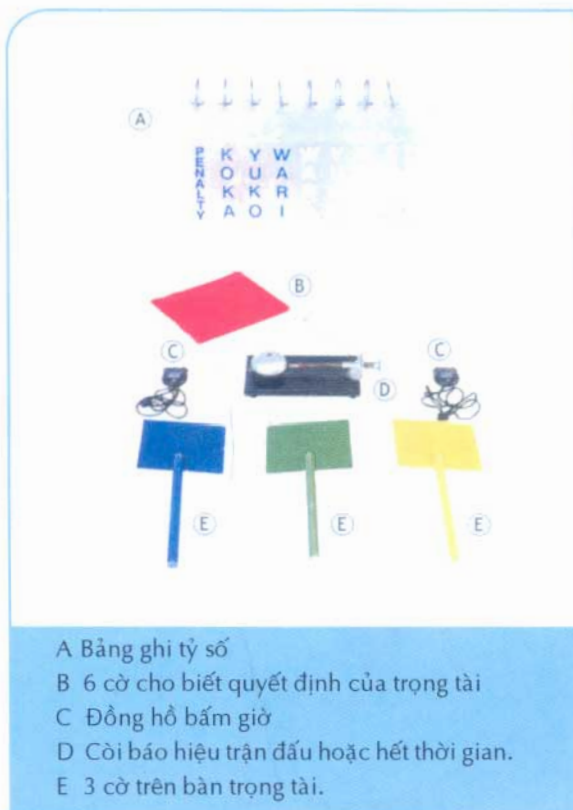 A
PENALTY KOKA YUKO WARI
B
C C
D
E E E
A Bảng ghi tỷ số
B 6 cờ cho biết quyết định của trọng tài
C Đồng hồ bấm giờ
D Còi báo hiệu trận đấu hoặc hết thời gian.
E 3 cờ trên bàn trọng tài.